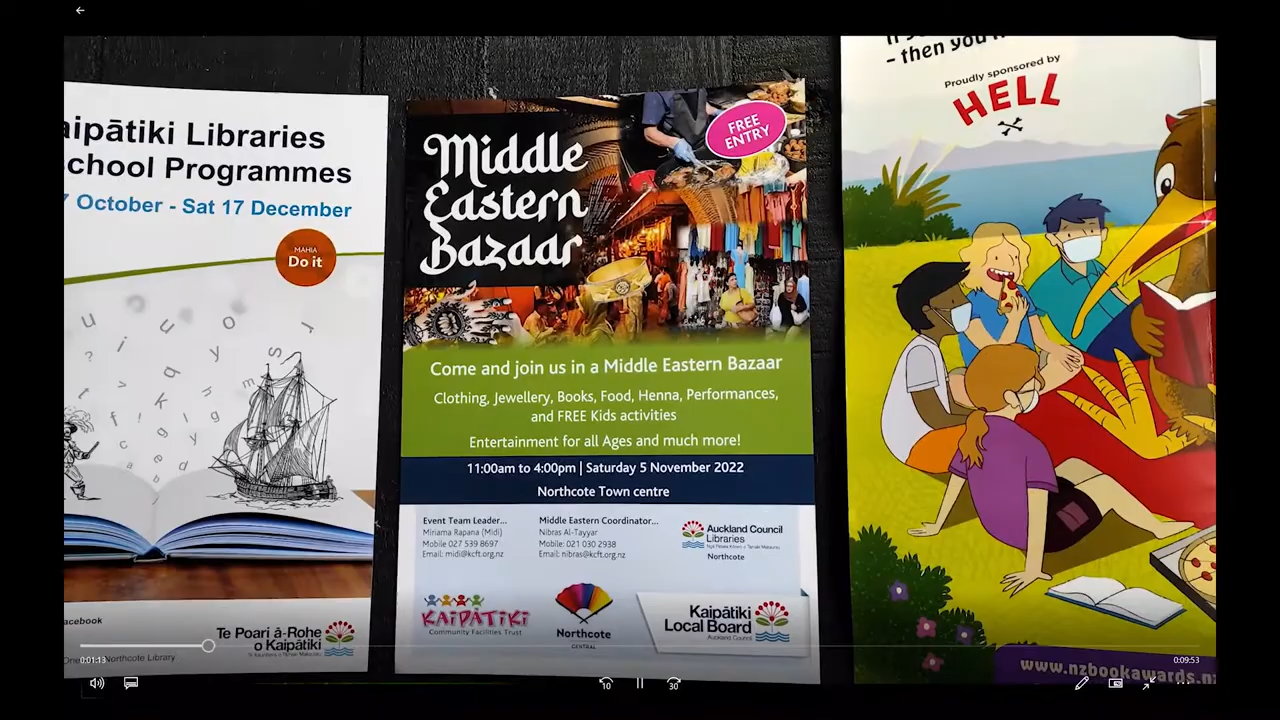 aipātiki Libraries
chool Programmes
7 October - Sat 17 December
MAHIA
Do it
acebook
Te Poari ā-Rohe
o Kaipātiki
Northcote Library
Middle
Eastern
Bazaar
FREE
ENTRY
Come and join us in a Middle Eastern Bazaar
Clothing, Jewellery, Books, Food, Henna, Performances,
and FREE Kids activities
Entertainment for all Ages and much more!
11:00am to 4:00pm | Saturday 5 November 2022
Northcote Town centre
Event Team Leader...
Miriama Rapana (Midi)
Mobile 027 539 8697
Email: midi@kcft.org.nz
Middle Eastern Coordinator...
Nibras Al-Tayyar
Mobile: 021 030 2938
Email: nibras@kcft.org.nz
Auckland Council
Libraries
Northcote
KAIPĀTIKI
Community Facilities Trust
Northcote
CENTRAL
Kaipātiki
Local Board
Auckland Council
– then you
Proudly sponsored by
HELL
www.nzbookawards.nz
0:01:13
0:09:53
10
30